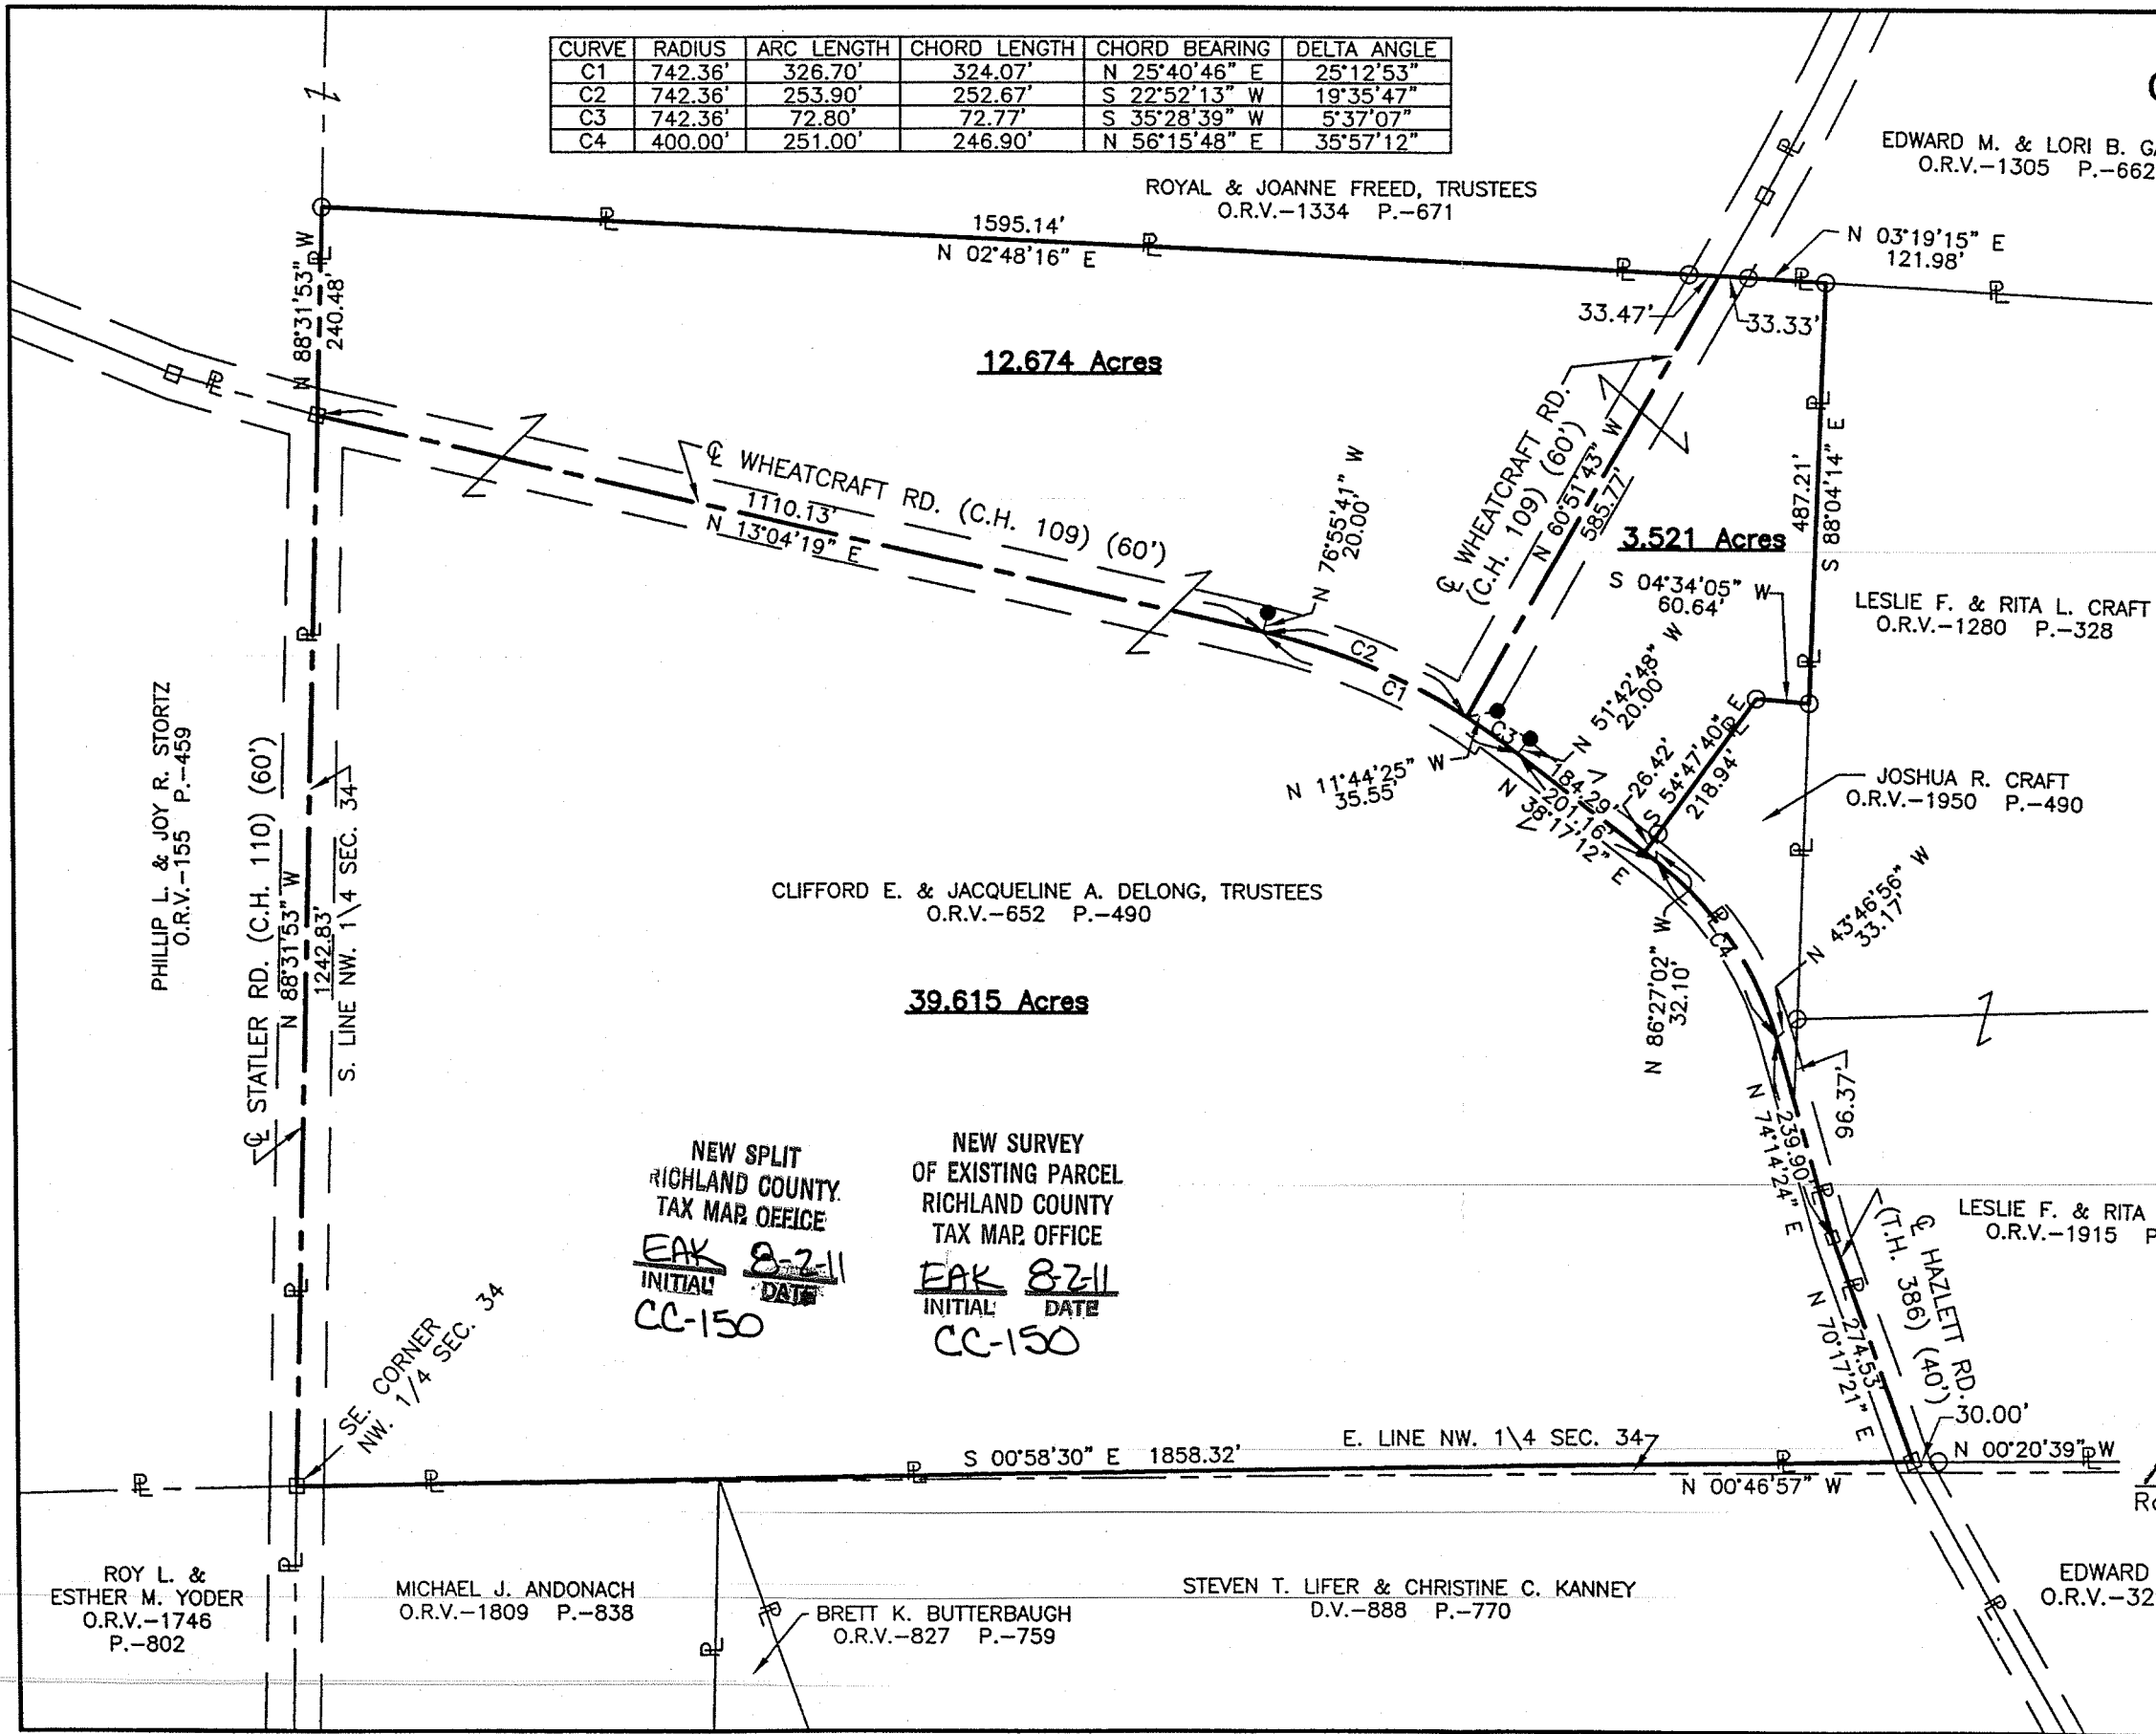 CURVE RADIUS ARC LENGTH CHORD LENGTH CHORD BEARING DELTA ANGLE
C1 742.36' 326.70' 324.07' N 25°40'46" E 25°12'53"
C2 742.36' 253.90' 252.67' S 22°52'13" W 19°35'47"
C3 742.36' 72.80' 72.77' S 35°28'39" W 5°37'07"
C4 400.00' 251.00' 246.90' N 56°15'48" E 35°57'12"
EDWARD M. & LORI B.
O.R.V.-1305 P.-662
ROYAL & JOANNE FREED, TRUSTEES
O.R.V.-1334 P.-671
1595.14'
N 02°48'16" E
N 03°19'15" E
121.98'
33.47'
33.33'
N 88°31'53" W
240.48'
12.674 Acres
℄ WHEATCRAFT RD. (C.H. 109) (60')
1110.13'
N 13°04'19" E
N 76°55'41" W
20.00'
℄ WHEATCRAFT RD.
(C.H. 109) (60')
N 60°51'43" W
585.77'
487.21'
S 88°04'14" E
3.521 Acres
S 04°34'05" W
60.64'
LESLIE F. & RITA L. CRAFT
O.R.V.-1280 P.-328
C2
C1
C3
N 51°42'48" W
20.00'
N 11°44'25" W
35.55'
184.29'
201.16'
N 38°17'12" E
26.42'
S 54°47'40" E
218.94'
JOSHUA R. CRAFT
O.R.V.-1950 P.-490
PHILLIP L. & JOY R. STORTZ
O.R.V.-155 P.-459
℄ STATLER RD. (C.H. 110) (60')
N 88°31'53" W
1242.83'
S. LINE NW. 1\4 SEC. 34
CLIFFORD E. & JACQUELINE A. DELONG, TRUSTEES
O.R.V.-652 P.-490
39.615 Acres
N 86°27'02" W
32.10'
C4
N 43°46'56" W
33.17'
96.37'
239.90'
N 74°14'24" E
NEW SPLIT
RICHLAND COUNTY
TAX MAP OFFICE
EAK 8-2-11
INITIAL DATE
CC-150
NEW SURVEY
OF EXISTING PARCEL
RICHLAND COUNTY
TAX MAP OFFICE
EAK 8-2-11
INITIAL DATE
CC-150
LESLIE F. & RITA
O.R.V.-1915
℄ HAZLETT RD.
(T.H. 386) (40')
274.53'
N 70°17'21" E
30.00'
N 00°20'39" W
SE. CORNER
NW. 1/4 SEC. 34
S 00°58'30" E 1858.32'
E. LINE NW. 1\4 SEC. 34
N 00°46'57" W
ROY L. &
ESTHER M. YODER
O.R.V.-1746
P.-802
MICHAEL J. ANDONACH
O.R.V.-1809 P.-838
BRETT K. BUTTERBAUGH
O.R.V.-827 P.-759
STEVEN T. LIFER & CHRISTINE C. KANNEY
D.V.-888 P.-770
EDWARD
O.R.V.-32